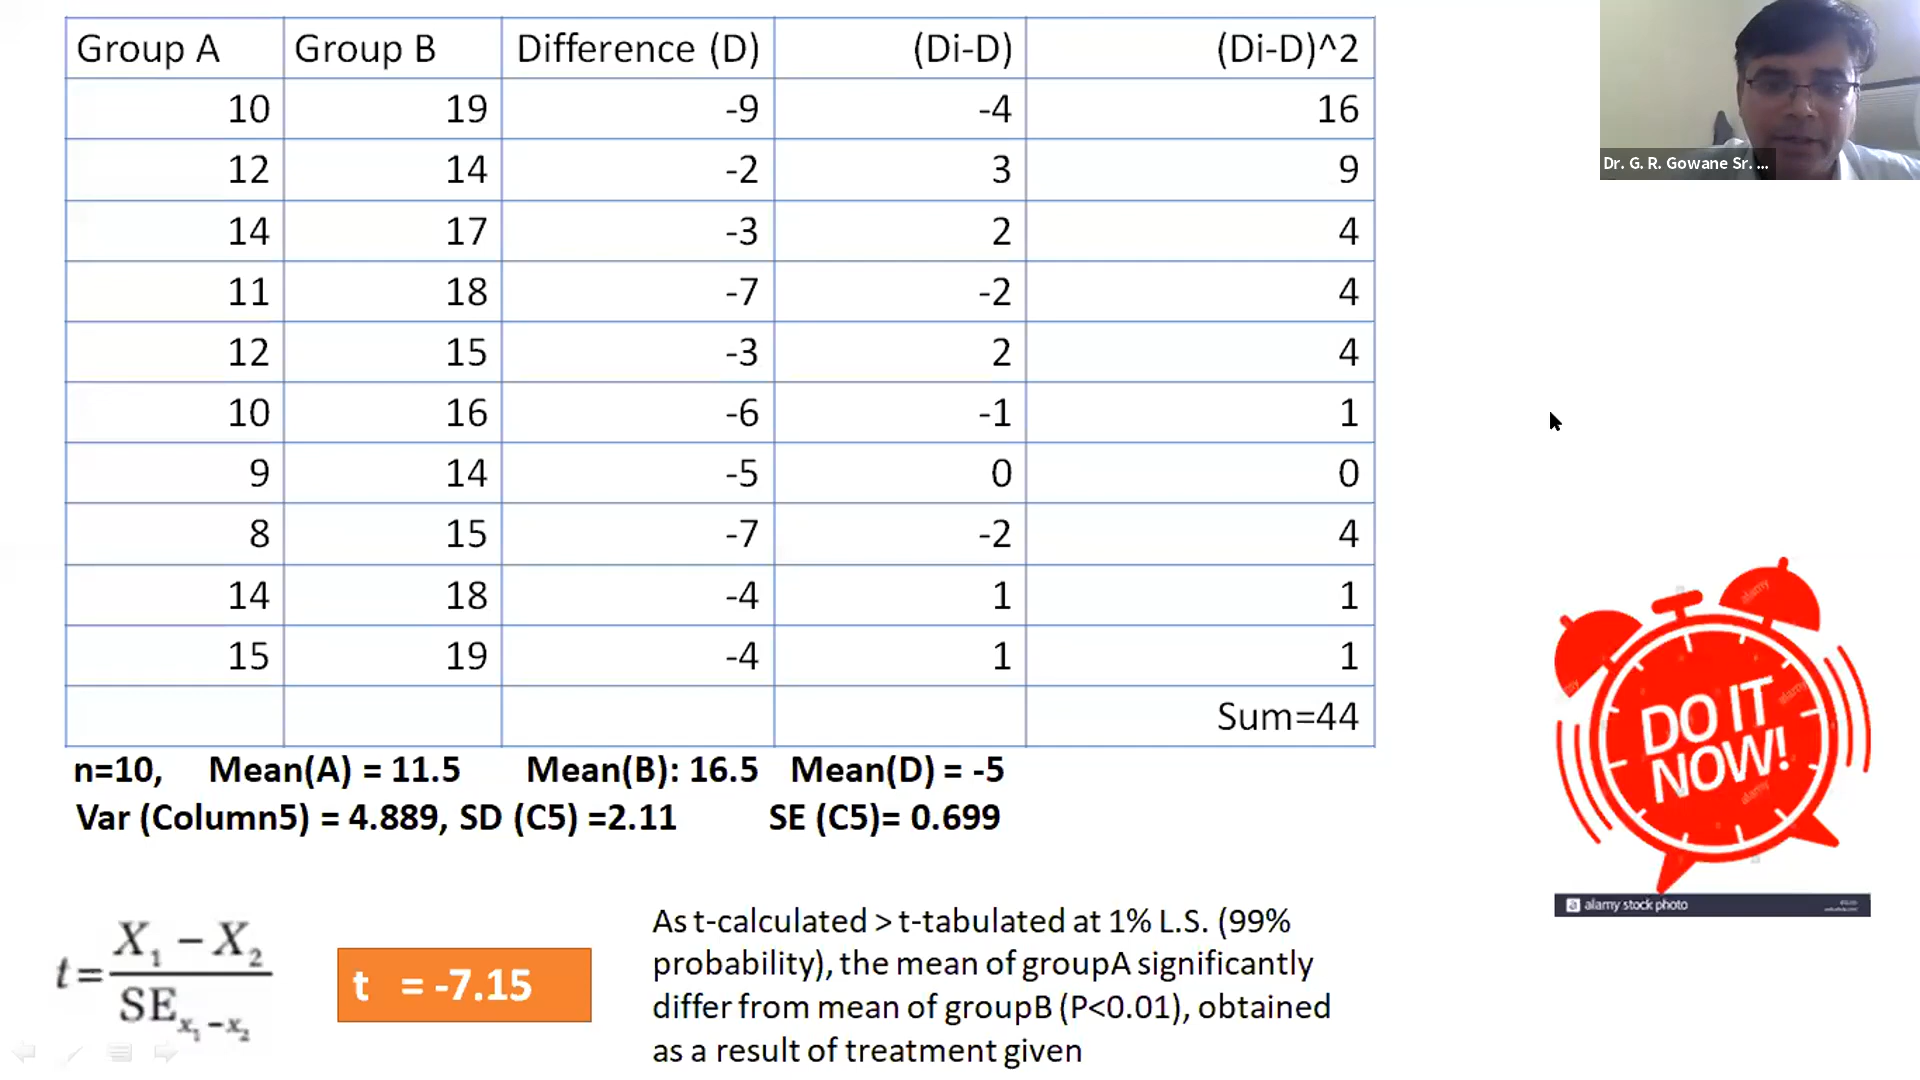 Group A Group B Difference (D) (Di-D) (Di-D)^2
10 19 -9 -4 16
12 14 -2 3 9
14 17 -3 2 4
11 18 -7 -2 4
12 15 -3 2 4
10 16 -6 -1 1
9 14 -5 0 0
8 15 -7 -2 4
14 18 -4 1 1
15 19 -4 1 1
Sum=44
n=10, Mean(A) = 11.5 Mean(B): 16.5 Mean(D) = -5
Var (Column5) = 4.889, SD (C5) =2.11 SE (C5)= 0.699
t = X₁ − X₂ / SE x₁ − x₂
t = -7.15
As t-calculated > t-tabulated at 1% L.S. (99%
probability), the mean of groupA significantly
differ from mean of groupB (P<0.01), obtained
as a result of treatment given
Dr. G. R. Gowane Sr. ...
DO IT
NOW!
alamy
alamy
alamy
a alamy stock photo